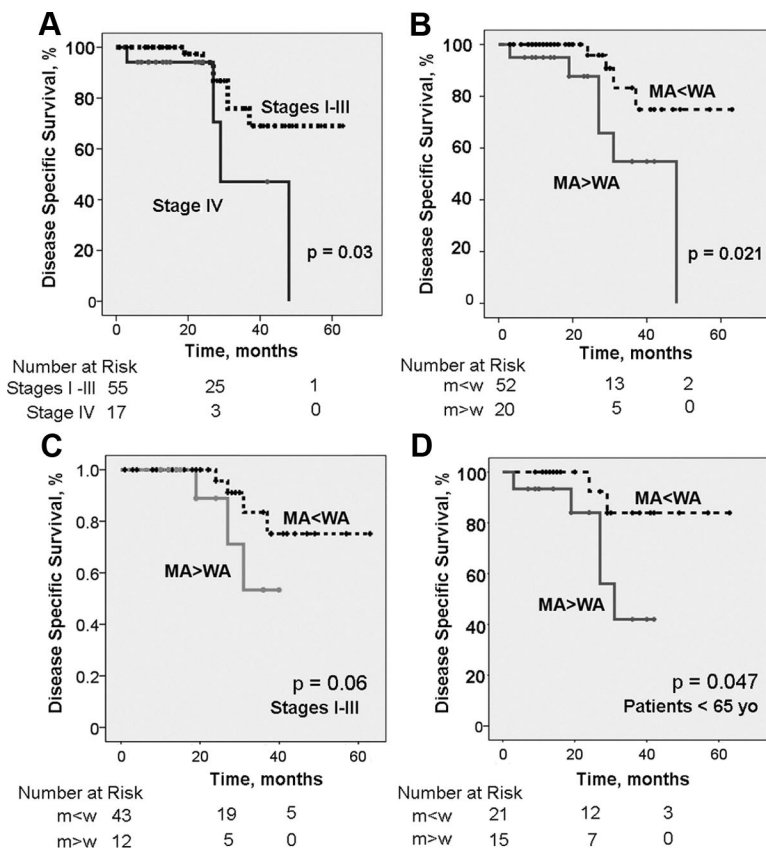 A
Disease Specific Survival, %
100
80
60
40
20
0
Stages I-III
Stage IV
p = 0.03
0 20 40 60
Time, months
Number at Risk
Stages I -III 55 25 1
Stage IV 17 3 0
B
Disease Specific Survival, %
100
80
60
40
20
0
MA<WA
MA>WA
p = 0.021
0 20 40 60
Time, months
Number at Risk
m<w 52 13 2
m>w 20 5 0
C
Disease Specific Survival, %
1.0
0.8
0.6
0.4
0.2
0.0
MA<WA
MA>WA
p = 0.06
Stages I-III
0 20 40 60
Time, months
Number at Risk
m<w 43 19 5
m>w 12 5 0
D
Disease Specific Survival, %
100
80
60
40
20
0
MA<WA
MA>WA
p = 0.047
Patients < 65 yo
0 20 40 60
Time, months
Number at Risk
m<w 21 12 3
m>w 15 7 0